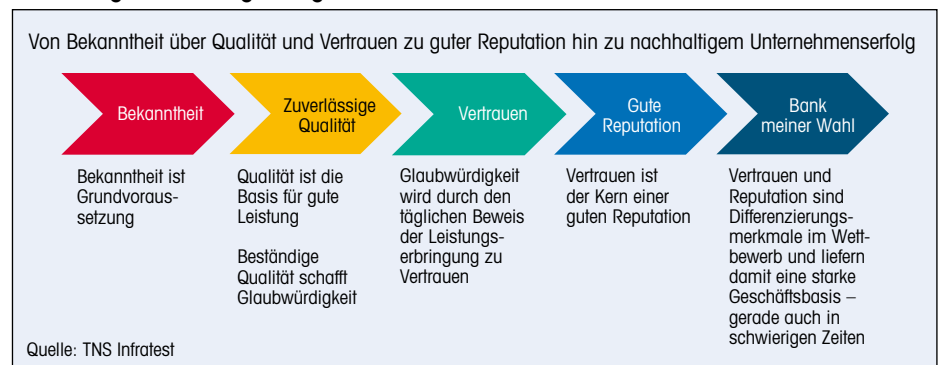 Von Bekanntheit über Qualität und Vertrauen zu guter Reputation hin zu nachhaltigem Unternehmenserfolg
Bekanntheit
Zuverlässige
Qualität
Vertrauen
Gute
Reputation
Bank
meiner Wahl
Bekanntheit ist
Grundvoraus-
setzung
Qualität ist die
Basis für gute
Leistung
Beständige
Qualität schafft
Glaubwürdigkeit
Glaubwürdigkeit
wird durch den
täglichen Beweis
der Leistungs-
erbringung zu
Vertrauen
Vertrauen ist
der Kern einer
guten Reputation
Vertrauen und
Reputation sind
Differenzierungs-
merkmale im Wett-
bewerb und liefern
damit eine starke
Geschäftsbasis –
gerade auch in
schwierigen Zeiten
Quelle: TNS Infratest